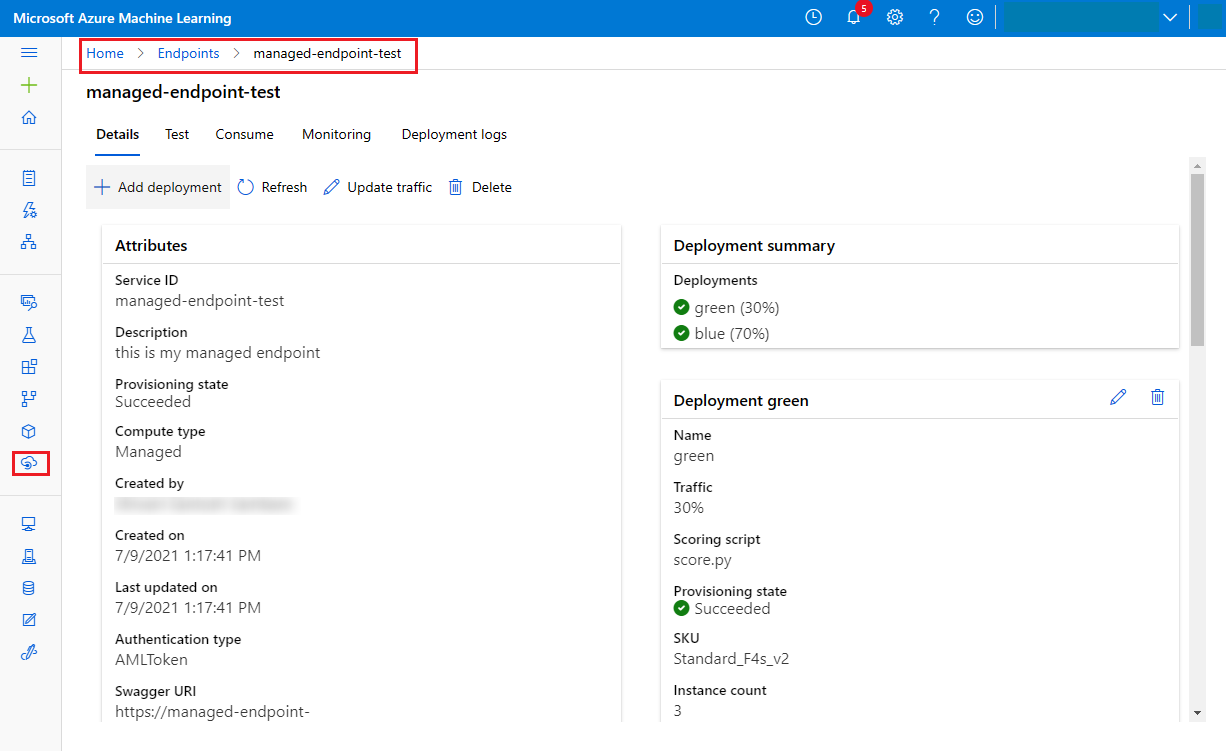 Microsoft Azure Machine Learning
5
?
Home > Endpoints > managed-endpoint-test
managed-endpoint-test
Details Test Consume Monitoring Deployment logs
Add deployment Refresh Update traffic Delete
Attributes
Service ID
managed-endpoint-test
Description
this is my managed endpoint
Provisioning state
Succeeded
Compute type
Managed
Created by
Created on
7/9/2021 1:17:41 PM
Last updated on
7/9/2021 1:17:41 PM
Authentication type
AMLToken
Swagger URI
https://managed-endpoint-
Deployment summary
Deployments
green (30%)
blue (70%)
Deployment green
Name
green
Traffic
30%
Scoring script
score.py
Provisioning state
Succeeded
SKU
Standard_F4s_v2
Instance count
3